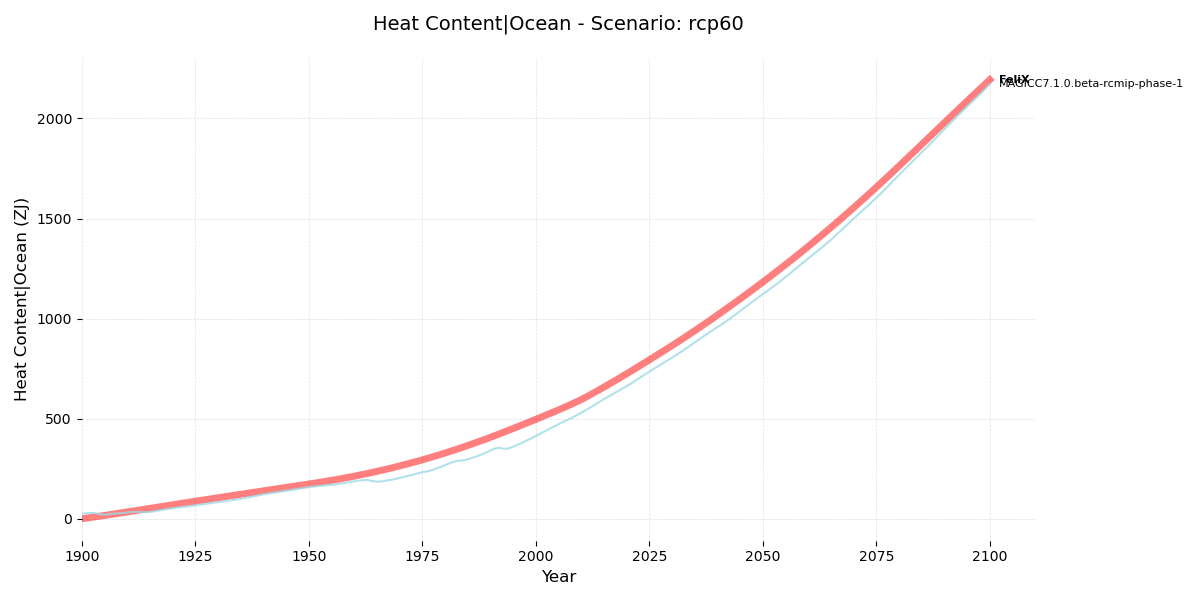 Heat Content|Ocean - Scenario: rcp60
Heat Content|Ocean (ZJ)
2000
1500
1000
500
0
FeliX
MAGICC7.1.0.beta-rcmip-phase-1
1900 1925 1950 1975 2000 2025 2050 2075 2100
Year